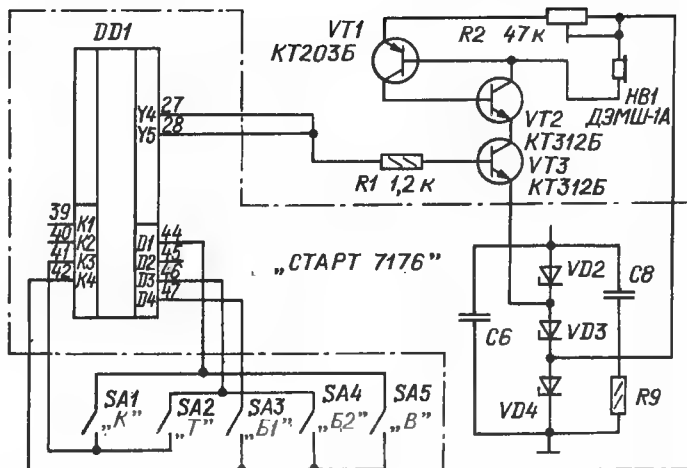 DD1
Y4 27
Y5 28
39 K1
40 K2
41 K3
42 K4
D1 44
D2 45
D3 46
D4 47
VT1
КТ203Б
R2 47к
HB1
ДЭМШ-1А
VT2
КТ312Б
VT3
КТ312Б
R1 1,2к
„СТАРТ 7176”
VD2
C8
C6
VD3
VD4
R9
SA1
„К”
SA2
„Т”
SA3
„Б1”
SA4
„Б2”
SA5
„В”